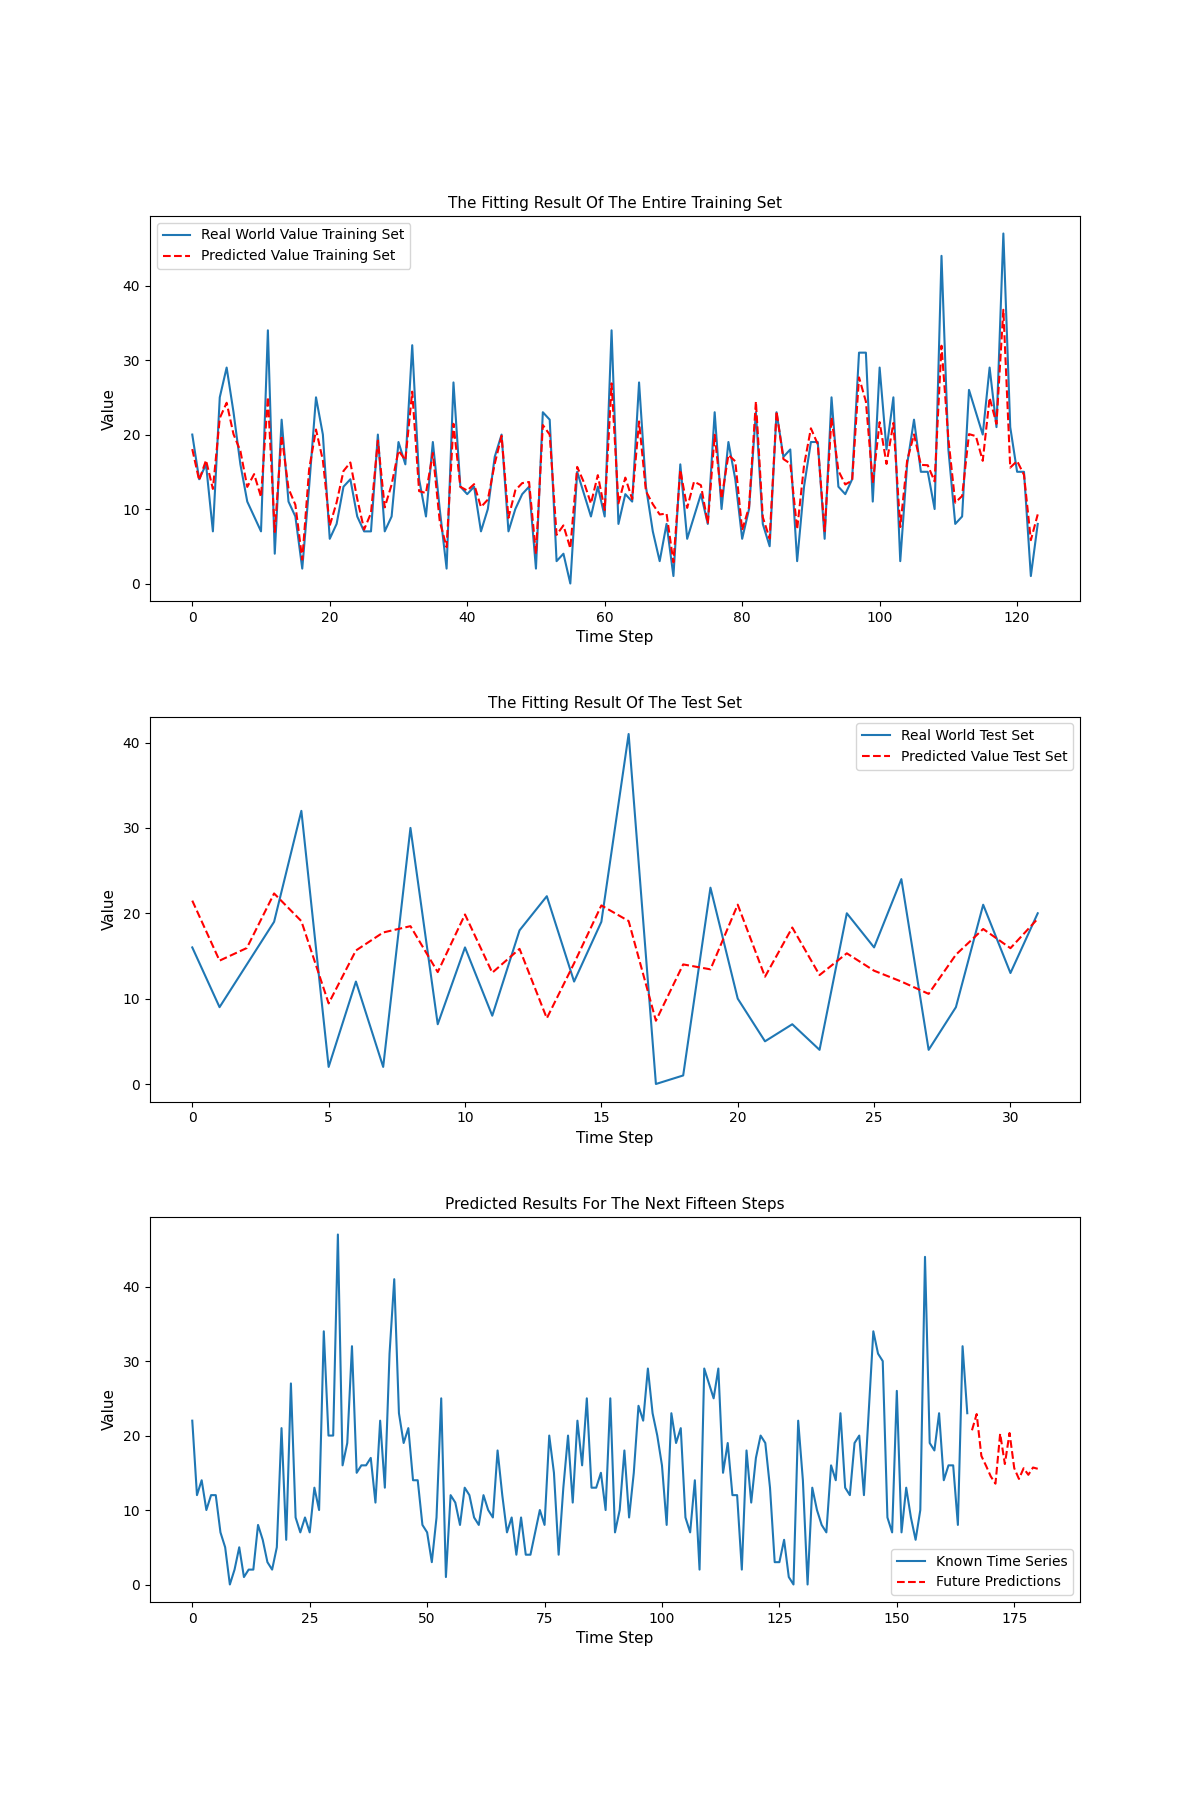 The Fitting Result Of The Entire Training Set
Real World Value Training Set
Predicted Value Training Set
Value
40
30
20
10
0
0 20 40 60 80 100 120
Time Step
The Fitting Result Of The Test Set
Real World Test Set
Predicted Value Test Set
Value
40
30
20
10
0
0 5 10 15 20 25 30
Time Step
Predicted Results For The Next Fifteen Steps
Value
40
30
20
10
0
Known Time Series
Future Predictions
0 25 50 75 100 125 150 175
Time Step